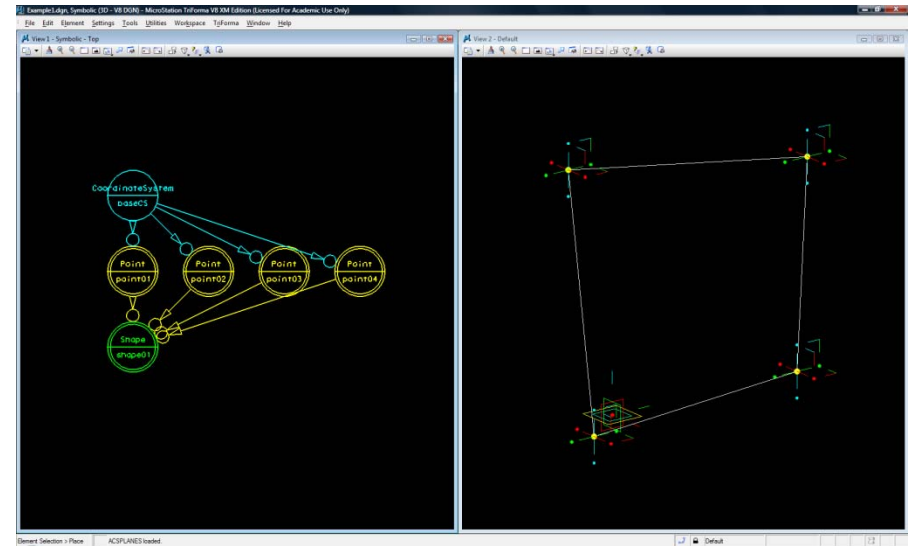 Example1.dgn, Symbolic (3D - V8 DGN) - MicroStation TriForma V8 XM Edition (Licensed For Academic Use Only)
File Edit Element Settings Tools Utilities Workspace TriForma Window Help
View 1 - Symbolic - Top
View 2 - Default
CoordinateSystem
baseCS
Point Point Point Point
point01 point02 point03 point04
Shape
shape01
Element Selection > Place ACSPLANES loaded. Default